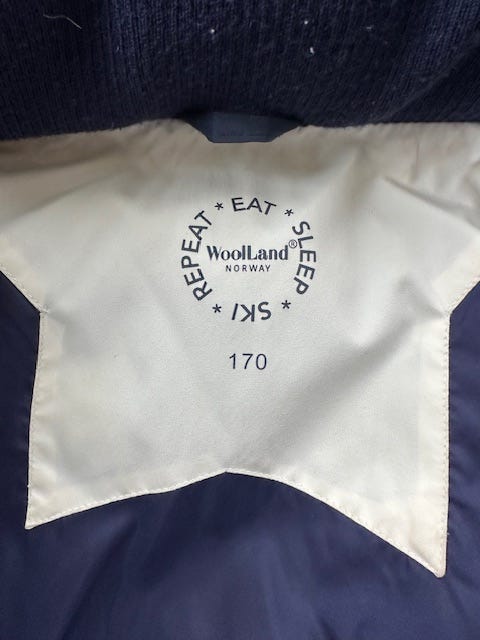 * EAT * SLEEP * SKI * REPEAT
WoolLand®
NORWAY
170